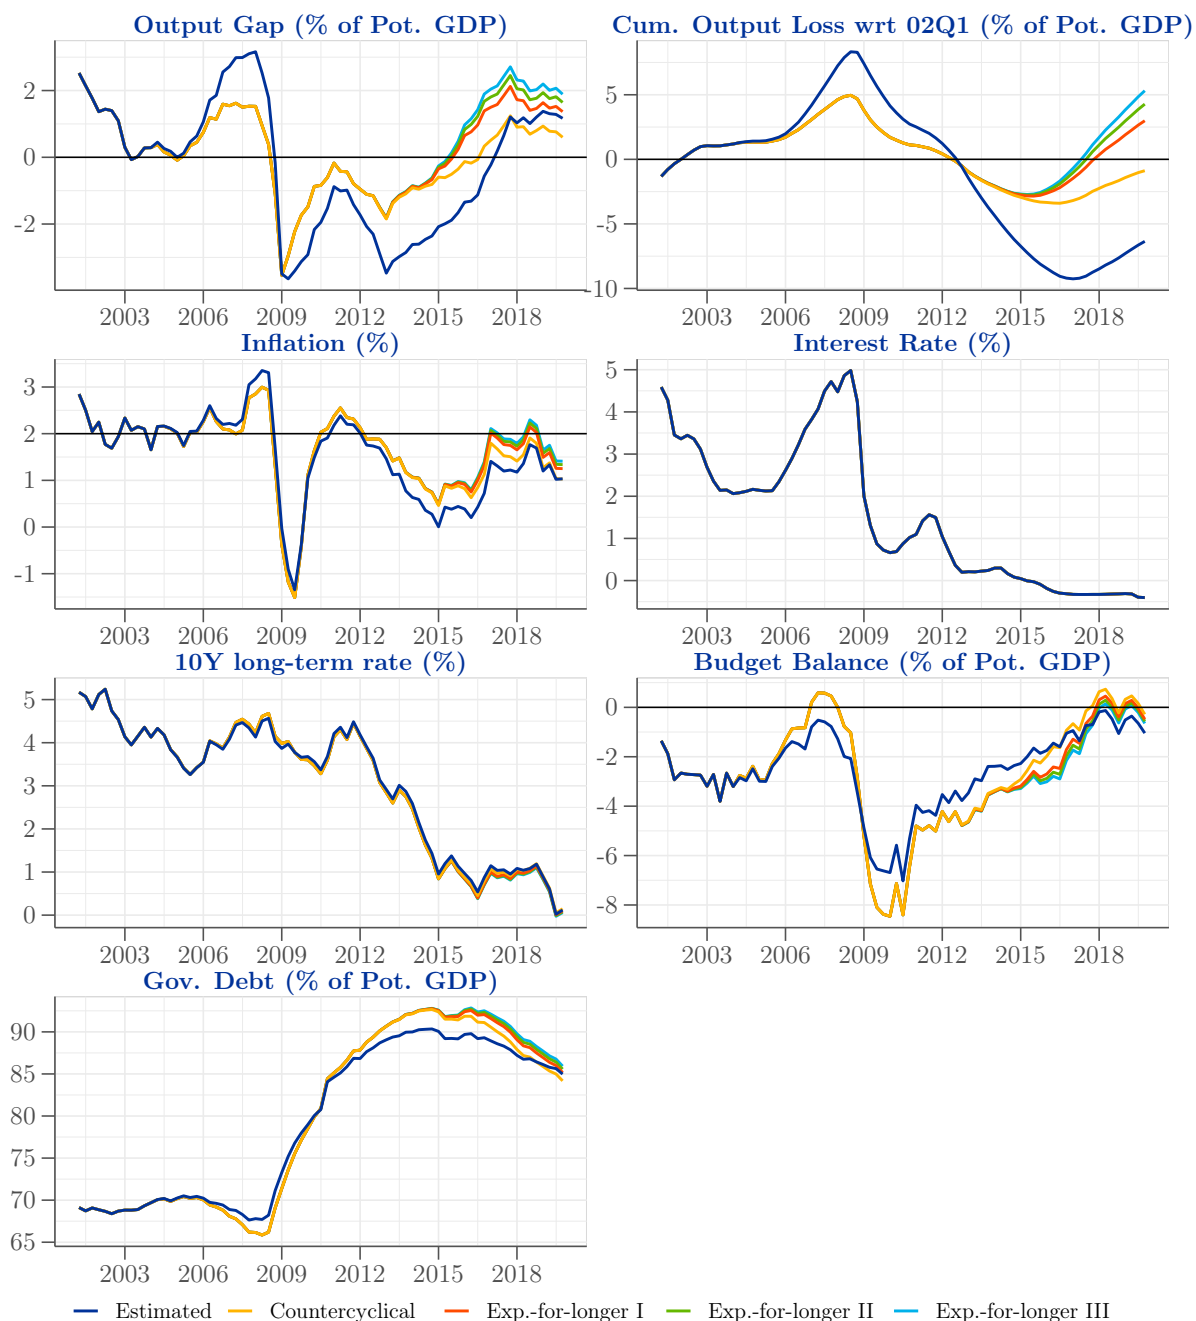 Output Gap (% of Pot. GDP)
Cum. Output Loss wrt 02Q1 (% of Pot. GDP)
2
0
-2
5
0
-5
-10
2003 2006 2009 2012 2015 2018
2003 2006 2009 2012 2015 2018
Inflation (%)
Interest Rate (%)
3
2
1
0
-1
5
4
3
2
1
0
2003 2006 2009 2012 2015 2018
2003 2006 2009 2012 2015 2018
10Y long-term rate (%)
Budget Balance (% of Pot. GDP)
5
4
3
2
1
0
0
-2
-4
-6
-8
2003 2006 2009 2012 2015 2018
2003 2006 2009 2012 2015 2018
Gov. Debt (% of Pot. GDP)
90
85
80
75
70
65
2003 2006 2009 2012 2015 2018
Estimated Countercyclical Exp.-for-longer I Exp.-for-longer II Exp.-for-longer III